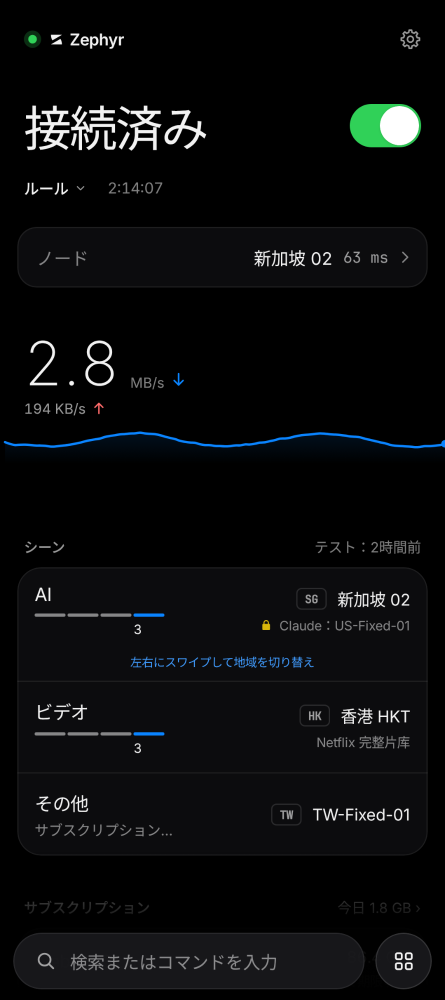 Zephyr
接続済み
ルール 2:14:07
ノード 新加坡 02 63 ms
2.8 MB/s
194 KB/s
シーン テスト：2時間前
AI SG 新加坡 02
3 Claude：US-Fixed-01
左右にスワイプして地域を切り替え
ビデオ HK 香港 HKT
3 Netflix 完整片库
その他 TW TW-Fixed-01
サブスクリプション...
サブスクリプション 今日 1.8 GB
検索またはコマンドを入力